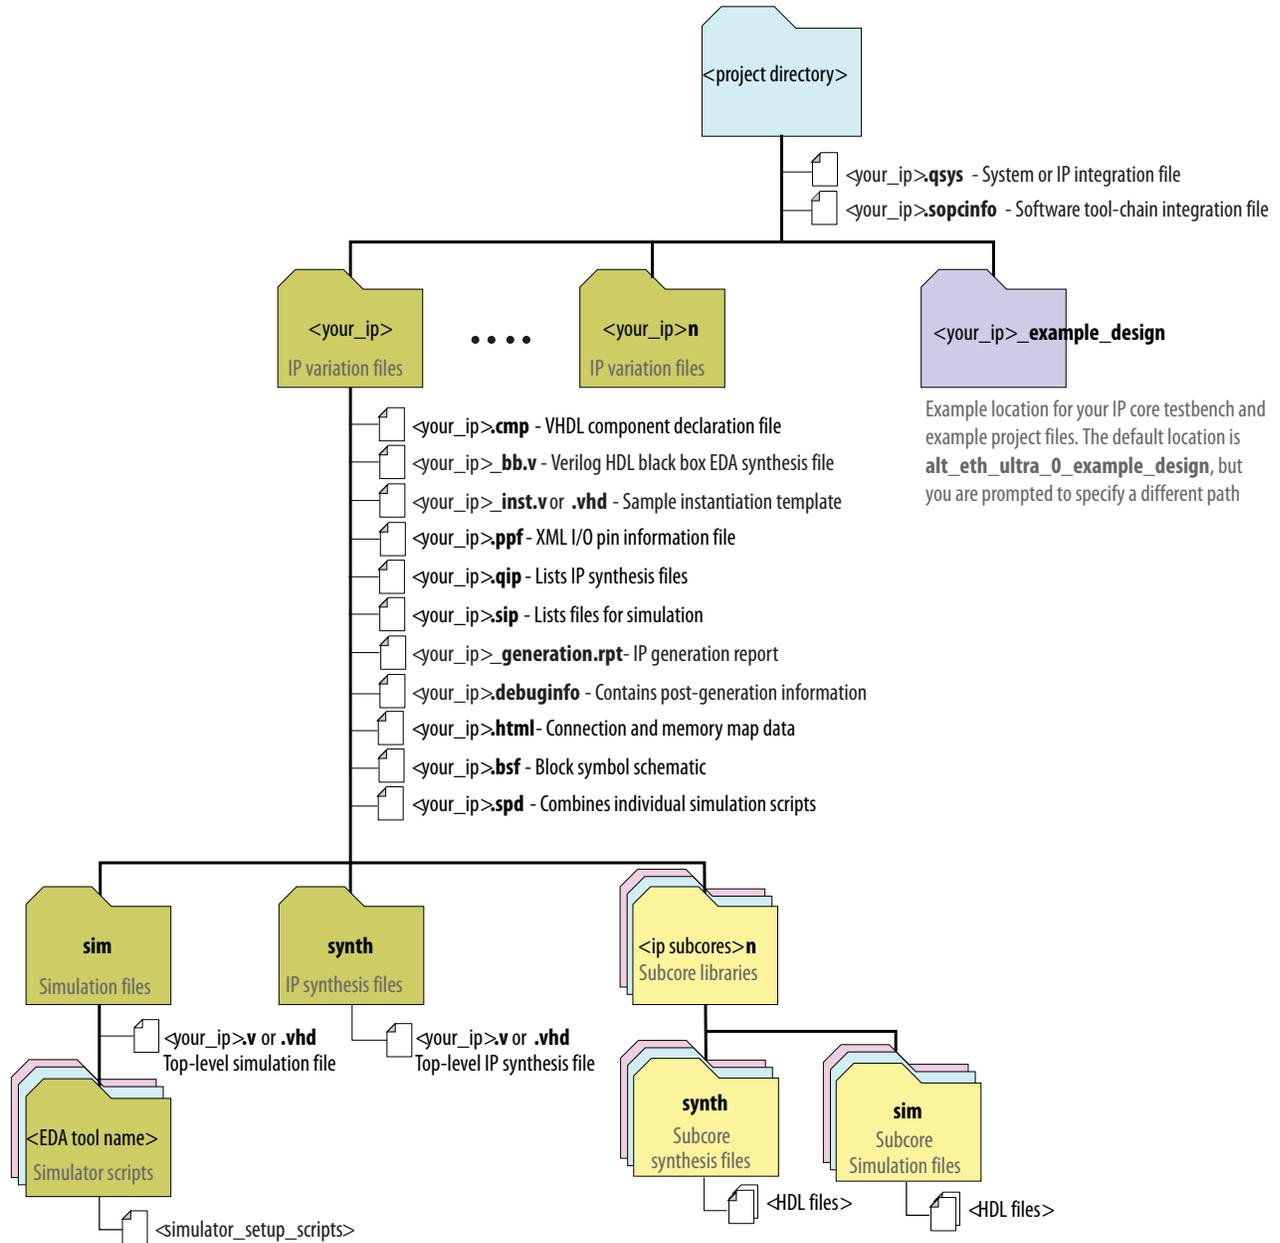 <project directory>
<your_ip>.qsys - System or IP integration file
<your_ip>.sopcinfo - Software tool-chain integration file
<your_ip>
IP variation files
....
<your_ip>n
IP variation files
<your_ip>_example_design
Example location for your IP core testbench and
example project files. The default location is
alt_eth_ultra_0_example_design, but
you are prompted to specify a different path
<your_ip>.cmp - VHDL component declaration file
<your_ip>_bb.v - Verilog HDL black box EDA synthesis file
<your_ip>_inst.v or .vhd - Sample instantiation template
<your_ip>.ppf - XML I/O pin information file
<your_ip>.qip - Lists IP synthesis files
<your_ip>.sip - Lists files for simulation
<your_ip>_generation.rpt- IP generation report
<your_ip>.debuginfo - Contains post-generation information
<your_ip>.html- Connection and memory map data
<your_ip>.bsf - Block symbol schematic
<your_ip>.spd - Combines individual simulation scripts
sim
Simulation files
synth
IP synthesis files
<ip subcores>n
Subcore libraries
<your_ip>.v or .vhd
Top-level simulation file
<your_ip>.v or .vhd
Top-level IP synthesis file
<EDA tool name>
Simulator scripts
synth
Subcore
synthesis files
sim
Subcore
Simulation files
<HDL files>
<HDL files>
<simulator_setup_scripts>